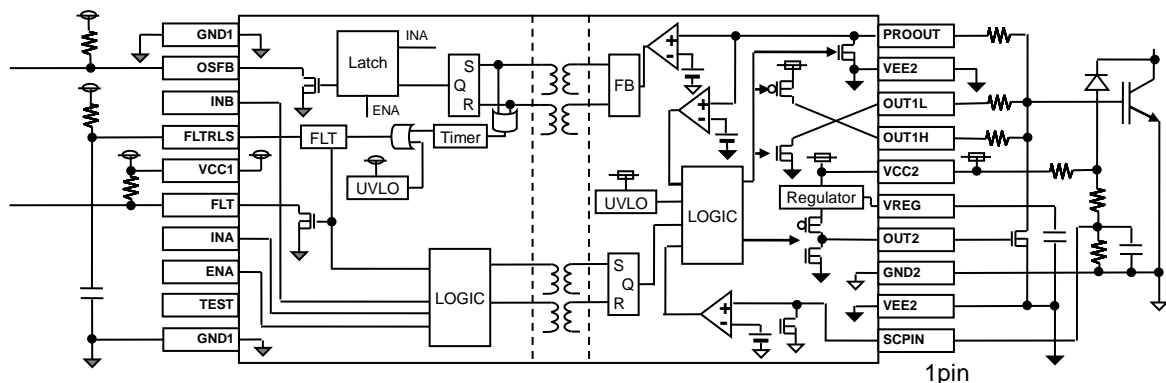 GND1
OSFB
INB
FLTRLS
VCC1
FLT
INA
ENA
TEST
GND1
Latch
INA
ENA
S
Q
R
FLT
Timer
UVLO
LOGIC
FB
+
-
+
-
UVLO
LOGIC
Regulator
S
Q
R
+
-
PROOUT
VEE2
OUT1L
OUT1H
VCC2
VREG
OUT2
GND2
VEE2
SCPIN
1pin